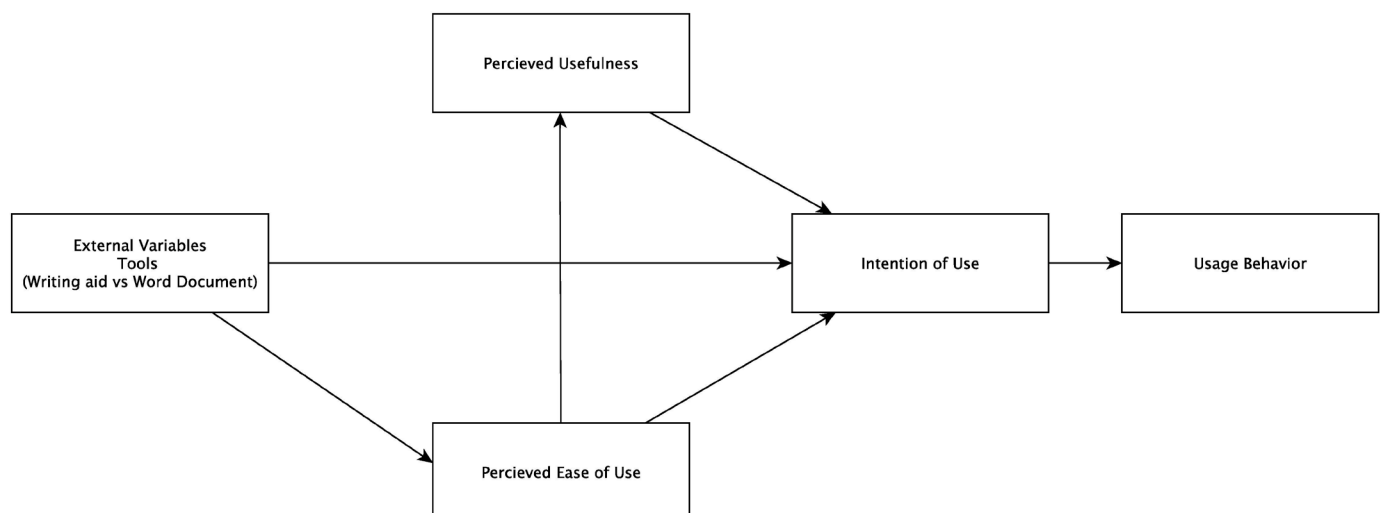 Percieved Usefulness
External Variables
Tools
(Writing aid vs Word Document)
Intention of Use
Usage Behavior
Percieved Ease of Use